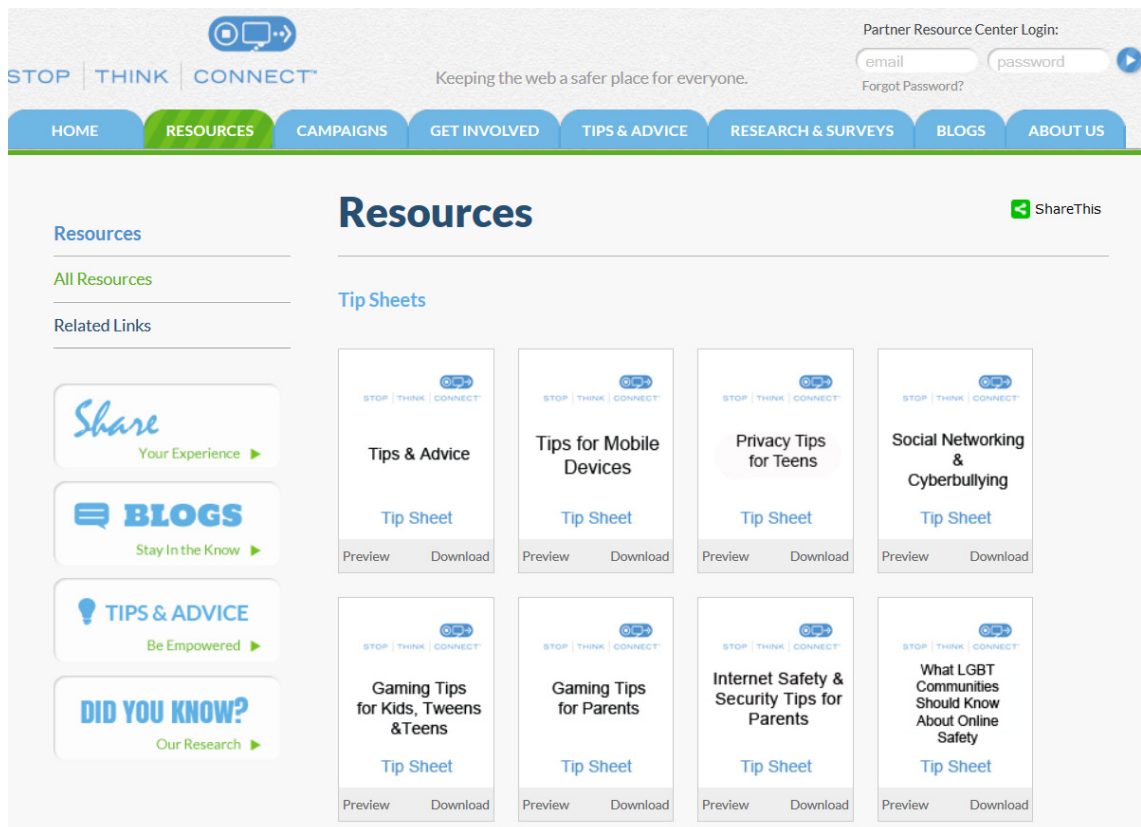 Partner Resource Center Login:
email password
Forgot Password?
STOP | THINK | CONNECT™
Keeping the web a safer place for everyone.
HOME RESOURCES CAMPAIGNS GET INVOLVED TIPS & ADVICE RESEARCH & SURVEYS BLOGS ABOUT US
Resources
All Resources
Related Links
Share
Your Experience
BLOGS
Stay In the Know
TIPS & ADVICE
Be Empowered
DID YOU KNOW?
Our Research
Resources
ShareThis
Tip Sheets
STOP | THINK | CONNECT™
Tips & Advice
Tip Sheet
Preview Download
STOP | THINK | CONNECT™
Tips for Mobile
Devices
Tip Sheet
Preview Download
STOP | THINK | CONNECT™
Privacy Tips
for Teens
Tip Sheet
Preview Download
STOP | THINK | CONNECT™
Social Networking
&
Cyberbullying
Tip Sheet
Preview Download
STOP | THINK | CONNECT™
Gaming Tips
for Kids, Tweens
&Teens
Tip Sheet
Preview Download
STOP | THINK | CONNECT™
Gaming Tips
for Parents
Tip Sheet
Preview Download
STOP | THINK | CONNECT™
Internet Safety &
Security Tips for
Parents
Tip Sheet
Preview Download
STOP | THINK | CONNECT™
What LGBT
Communities
Should Know
About Online
Safety
Tip Sheet
Preview Download